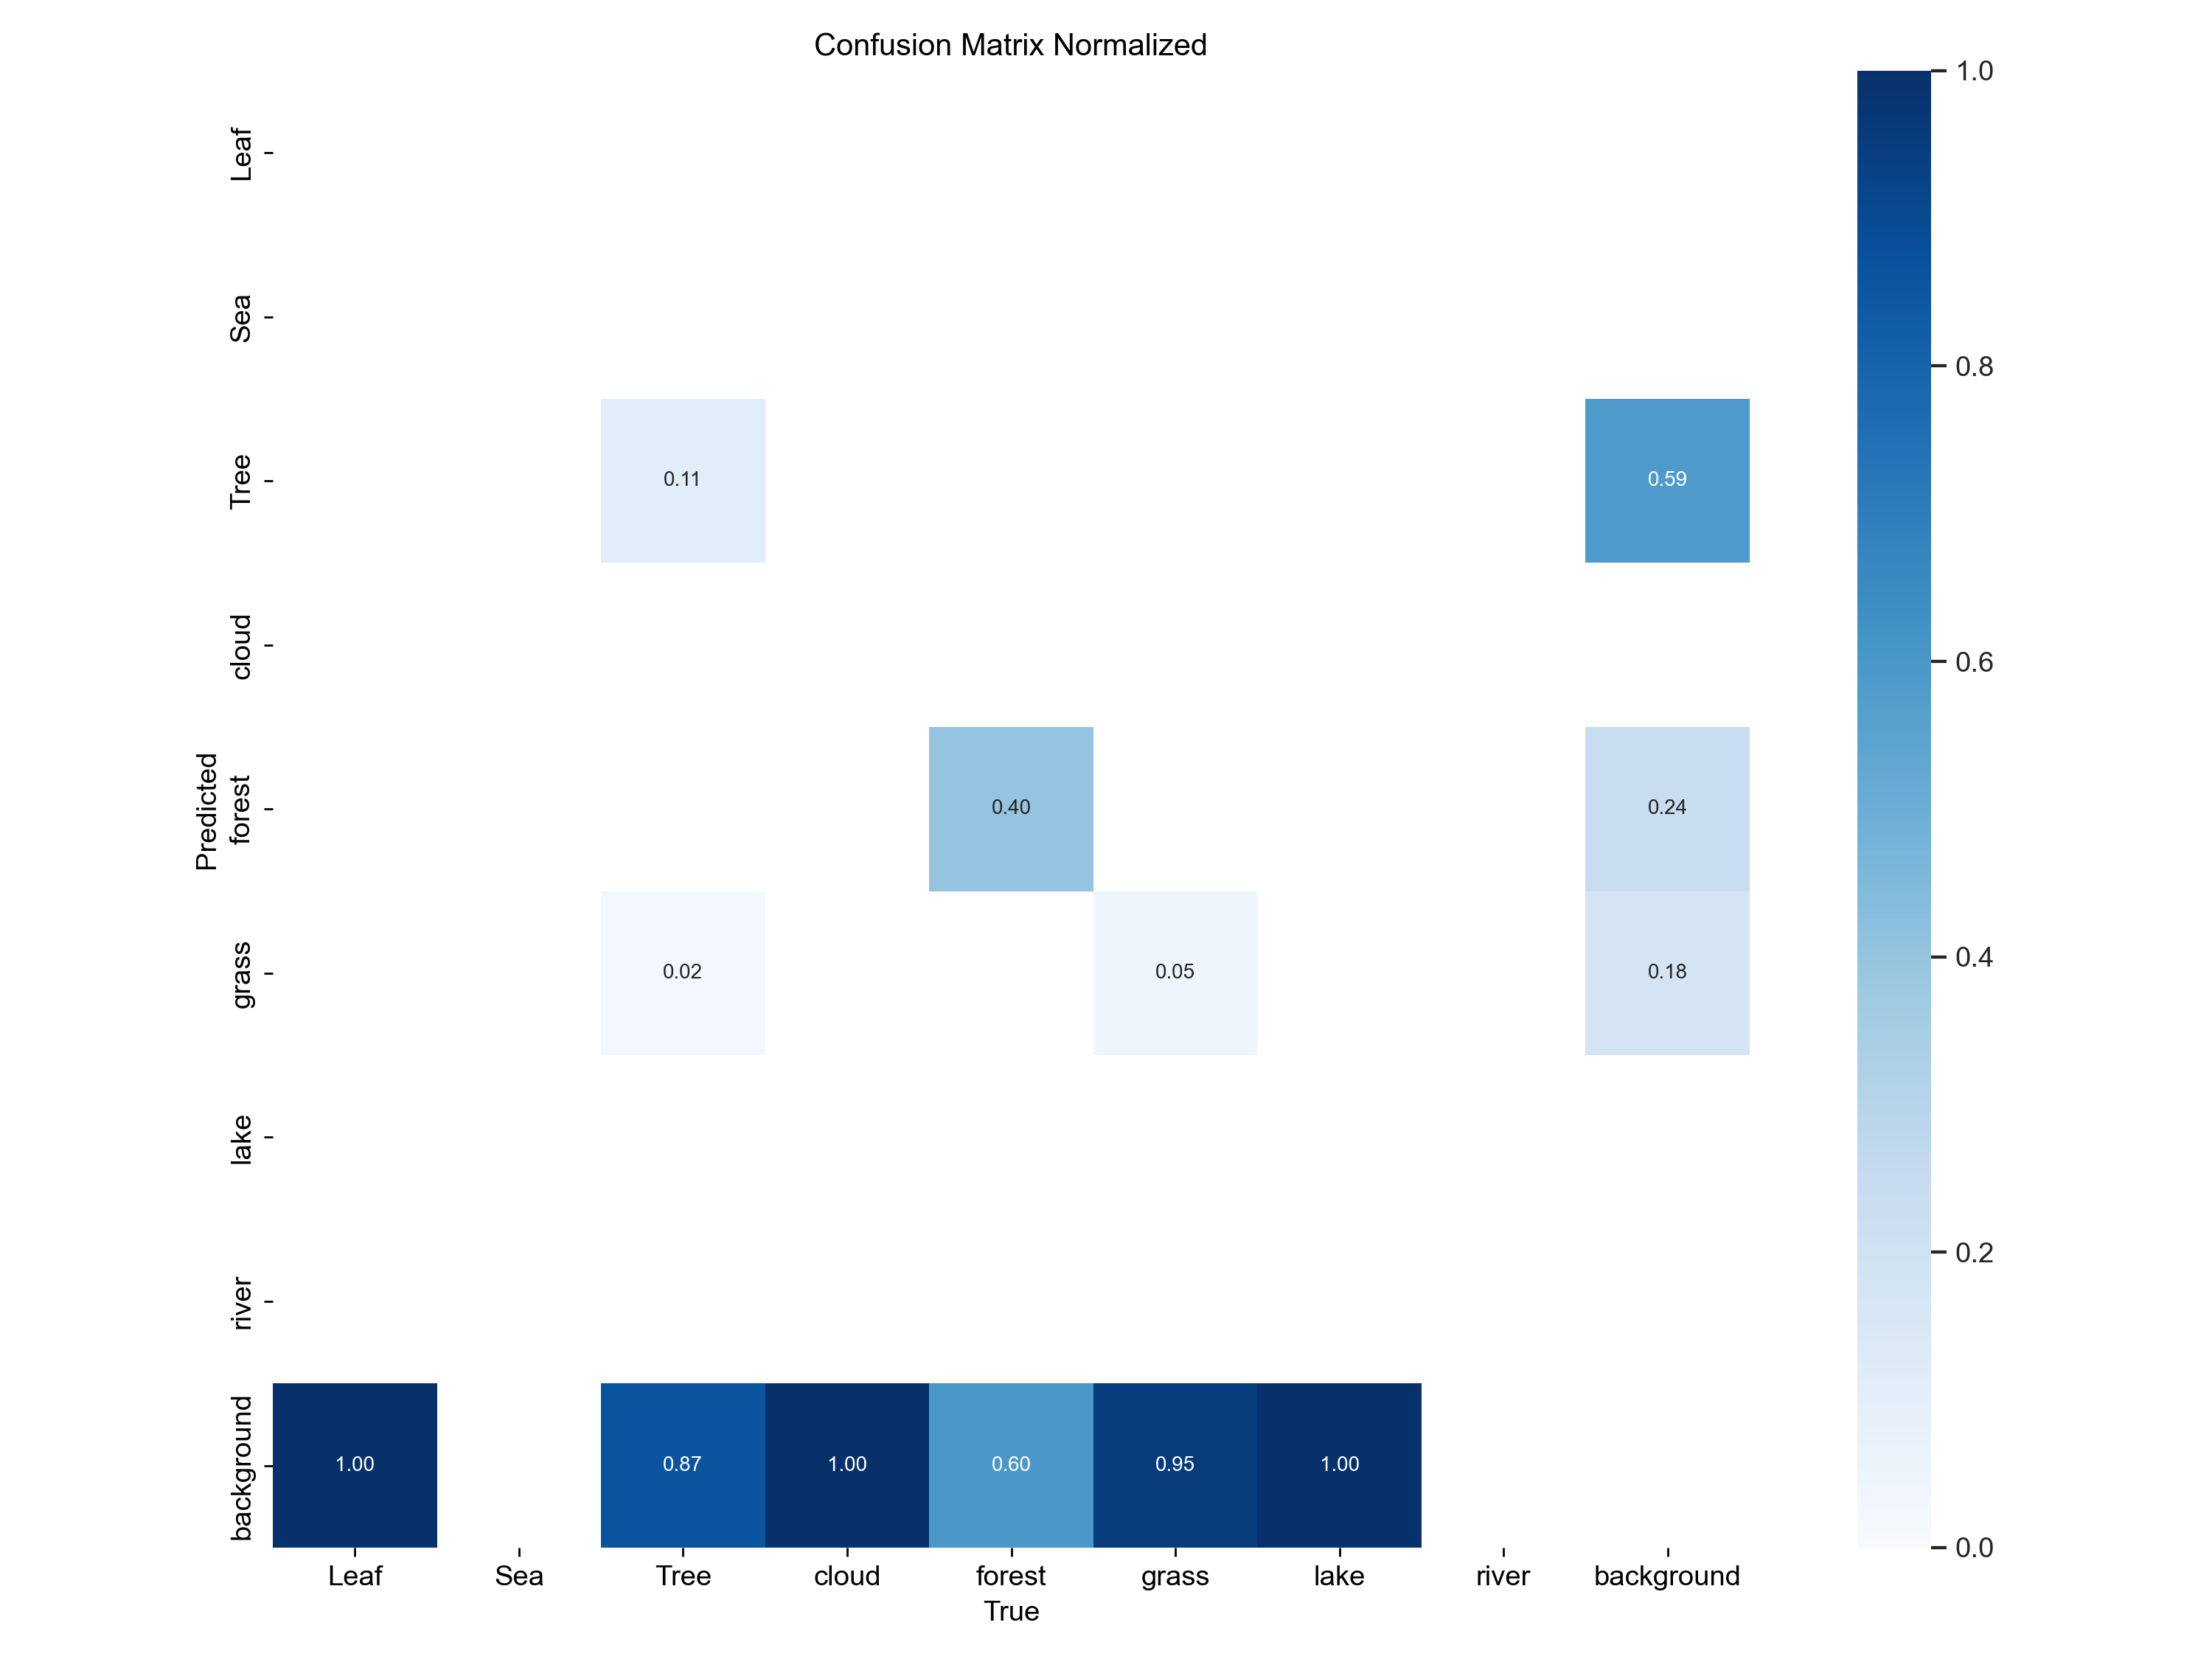 Confusion Matrix Normalized
1.0
Leaf
Sea
0.8
Tree
0.11
0.59
cloud
0.6
Predicted
forest
0.40
0.24
grass
0.02
0.05
0.18
0.4
lake
river
0.2
background
1.00
0.87
1.00
0.60
0.95
1.00
0.0
Leaf
Sea
Tree
cloud
forest
grass
lake
river
background
True